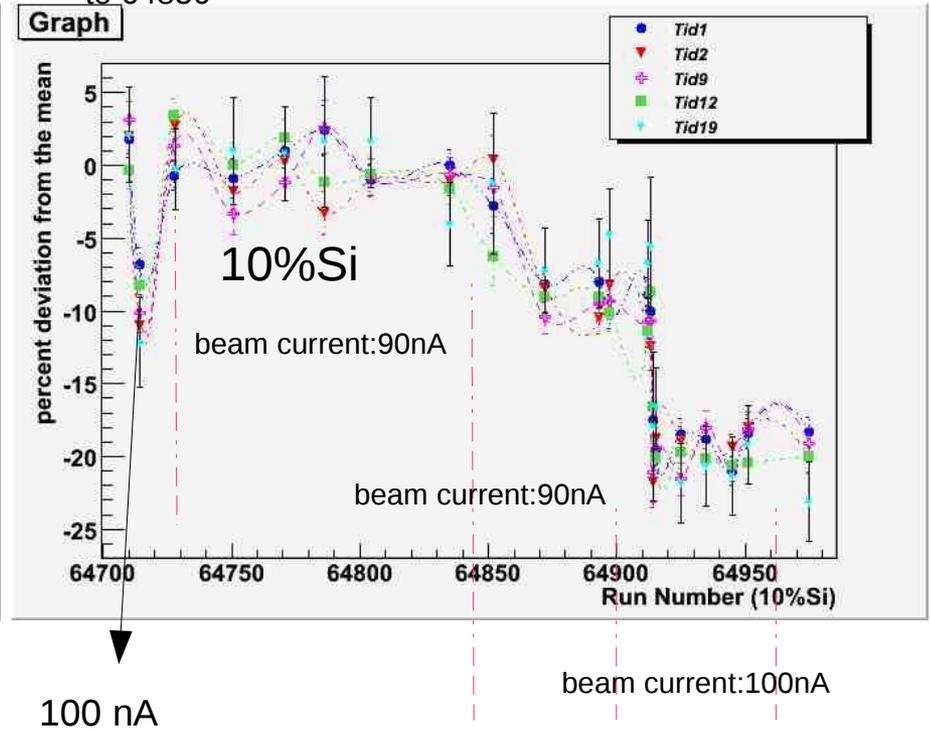 Graph
Tid1
Tid2
Tid9
Tid12
Tid19
percent deviation from the mean
5
0
-5
-10
-15
-20
-25
10%Si
beam current:90nA
beam current:90nA
64700 64750 64800 64850 64900 64950
Run Number (10%Si)
beam current:100nA
100 nA